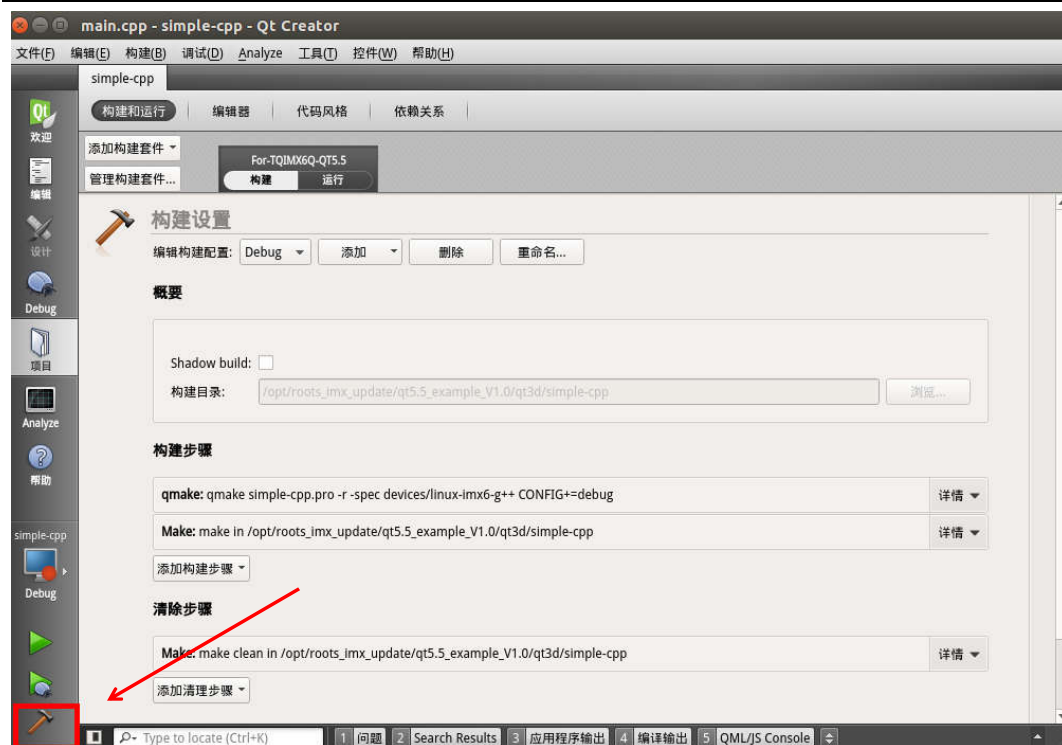 main.cpp - simple-cpp - Qt Creator
文件(F) 编辑(E) 构建(B) 调试(D) Analyze 工具(T) 控件(W) 帮助(H)
simple-cpp
Qt
欢迎
编辑
设计
Debug
项目
Analyze
帮助
simple-cpp
Debug
构建和运行 编辑器 代码风格 依赖关系
添加构建套件
管理构建套件...
For-TQIMX6Q-QT5.5
构建 运行
构建设置
编辑构建配置: Debug 添加 删除 重命名...
概要
Shadow build:
构建目录: /opt/roots_imx_update/qt5.5_example_V1.0/qt3d/simple-cpp 浏览...
构建步骤
qmake: qmake simple-cpp.pro -r -spec devices/linux-imx6-g++ CONFIG+=debug 详情
Make: make in /opt/roots_imx_update/qt5.5_example_V1.0/qt3d/simple-cpp 详情
添加构建步骤
清除步骤
Make: make clean in /opt/roots_imx_update/qt5.5_example_V1.0/qt3d/simple-cpp 详情
添加清理步骤
Type to locate (Ctrl+K) 1 问题 2 Search Results 3 应用程序输出 4 编译输出 5 QML/JS Console